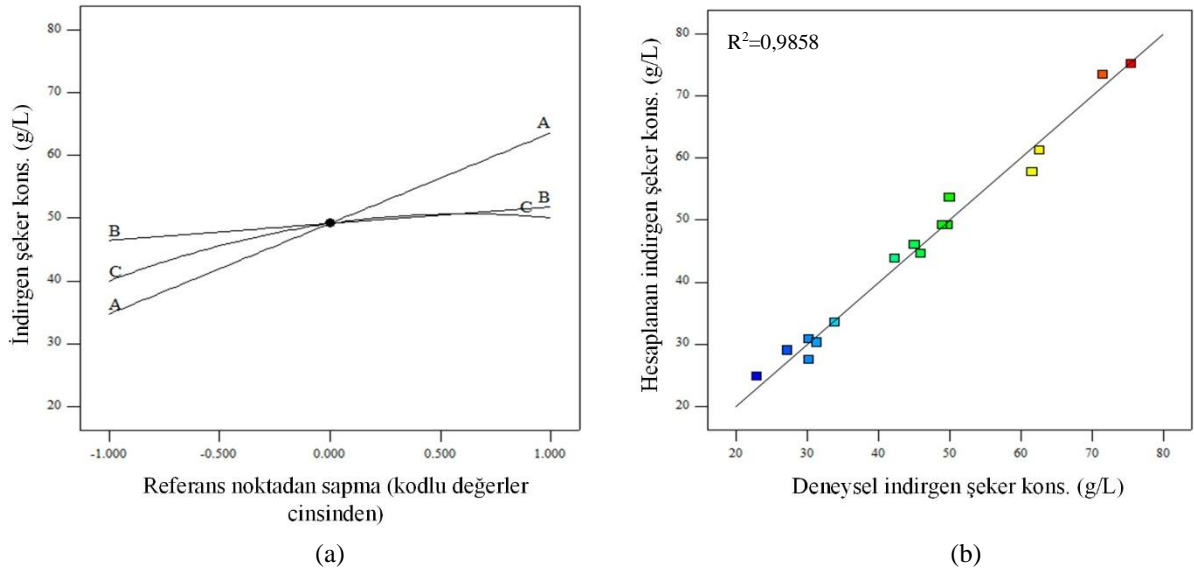 80
70
60
50
40
30
20
İndirgen şeker kons. (g/L)
A
B
C
B
C
A
-1.000 -0.500 0.000 0.500 1.000
Referans noktadan sapma (kodlu değerler
cinsinden)
(a)
R²=0,9858
80
70
60
50
40
30
20
Hesaplanan indirgen şeker kons. (g/L)
20 30 40 50 60 70 80
Deneysel indirgen şeker kons. (g/L)
(b)